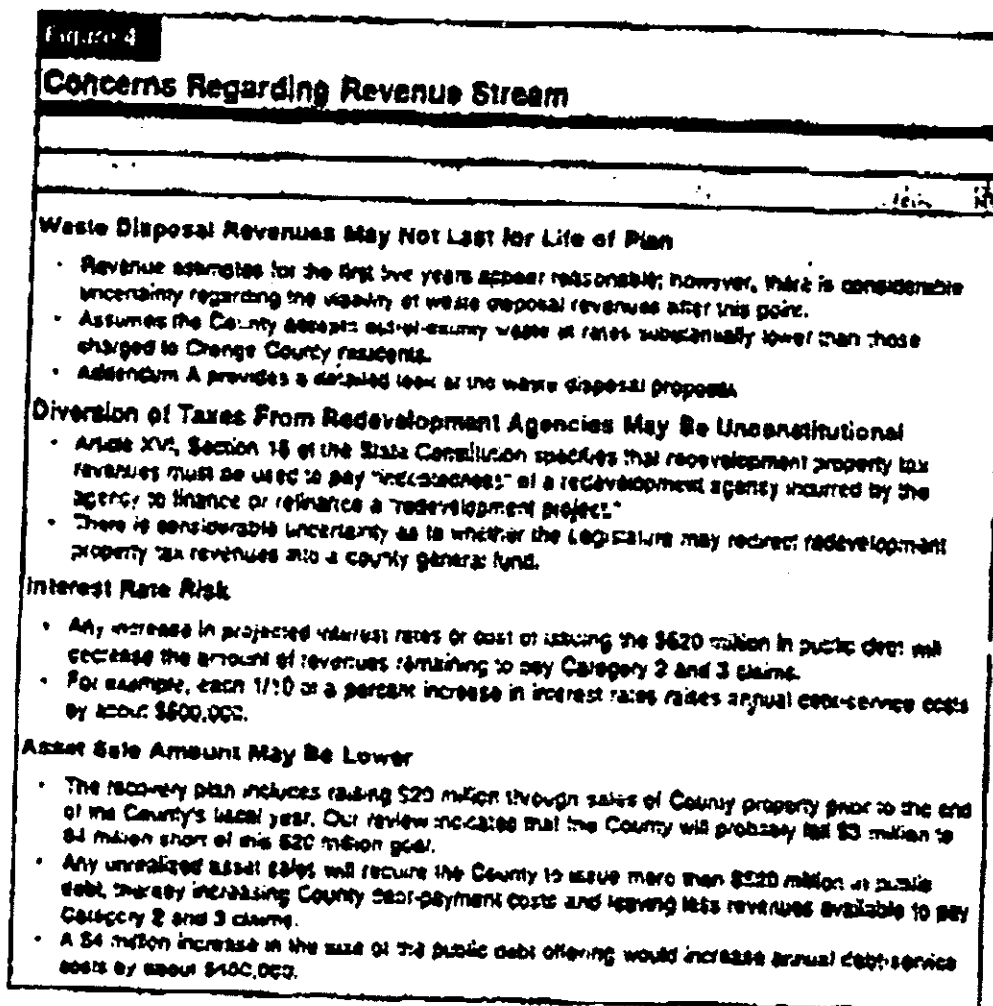 Figure 4
Concerns Regarding Revenue Stream
Waste Disposal Revenues May Not Last for Life of Plan
· Revenue estimates for the first five years appear reasonable; however, there is considerable
uncertainty regarding the viability of waste disposal revenues after this point.
· Assumes the County accepts out-of-county waste at rates substantially lower than those
charged to Orange County residents.
· Addendum A provides a detailed look at the waste disposal proposal.
Diversion of Taxes From Redevelopment Agencies May Be Unconstitutional
· Article XVI, Section 16 of the State Constitution specifies that redevelopment property tax
revenues must be used to pay "indebtedness" of a redevelopment agency incurred by the
agency to finance or refinance a "redevelopment project."
· There is considerable uncertainty as to whether the Legislature may redirect redevelopment
property tax revenues into a county general fund.
Interest Rate Risk
· Any increase in projected interest rates or cost of issuing the $820 million in public debt will
decrease the amount of revenues remaining to pay Category 2 and 3 claims.
· For example, each 1/10 of a percent increase in interest rates raises annual debt-service costs
by about
Asset Sale Amount May Be Lower
· The recovery plan includes raising $20 million through sales of County property prior to the end
of the County's fiscal year. Our review indicates that the County will probably fall $3 million to
$4 million short of this $20 million goal.
· Any unrealized asset sales will require the County to issue more than $820 million in public
debt, thereby increasing County debt-payment costs and leaving less revenues available to pay
Category 2 and 3 claims.
· A $4 million increase in the size of the public debt offering would increase annual debt-service
costs by about $400,000.